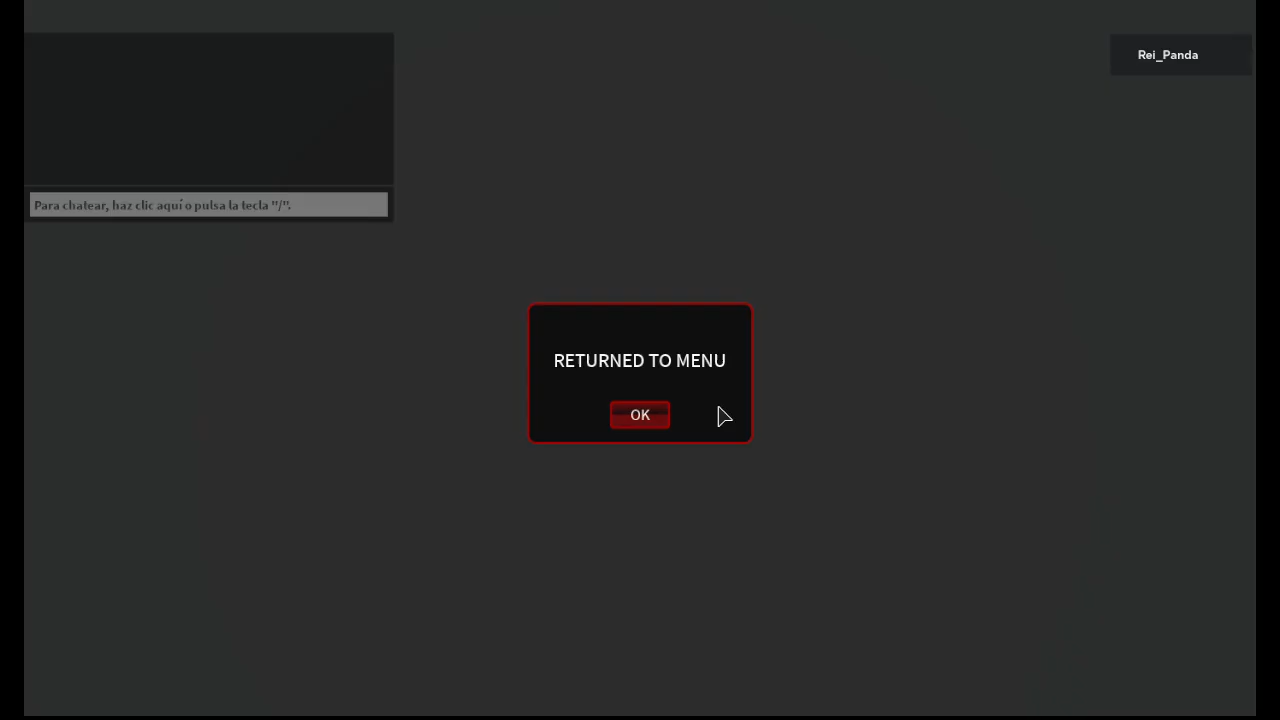 Rei_Panda
Para chatear, haz clic aquí o pulsa la tecla "/".
RETURNED TO MENU
OK